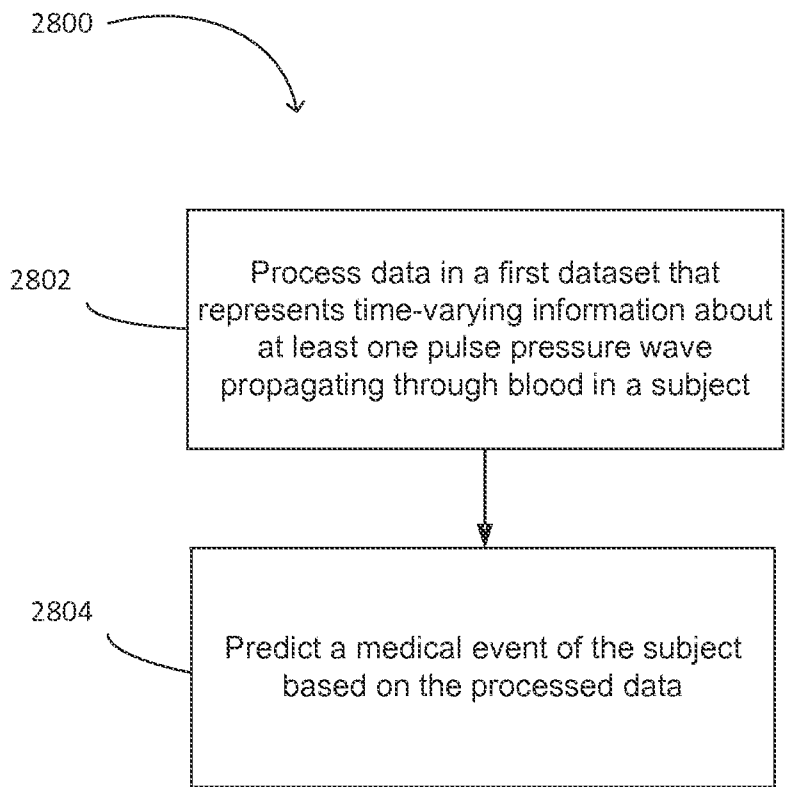 2800
2802
Process data in a first dataset that
represents time-varying information about
at least one pulse pressure wave
propagating through blood in a subject
2804
Predict a medical event of the subject
based on the processed data